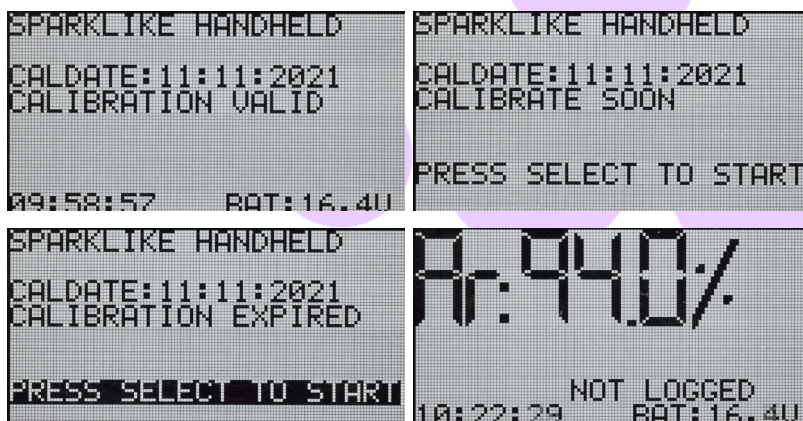 SPARKLIKE HANDHELD
CALDATE:11:11:2021
CALIBRATION VALID
09:58:57 BAT:16.4V
SPARKLIKE HANDHELD
CALDATE:11:11:2021
CALIBRATE SOON
PRESS SELECT TO START
SPARKLIKE HANDHELD
CALDATE:11:11:2021
CALIBRATION EXPIRED
PRESS SELECT TO START
Ar:94.0%
NOT LOGGED
10:22:29 BAT:16.4V